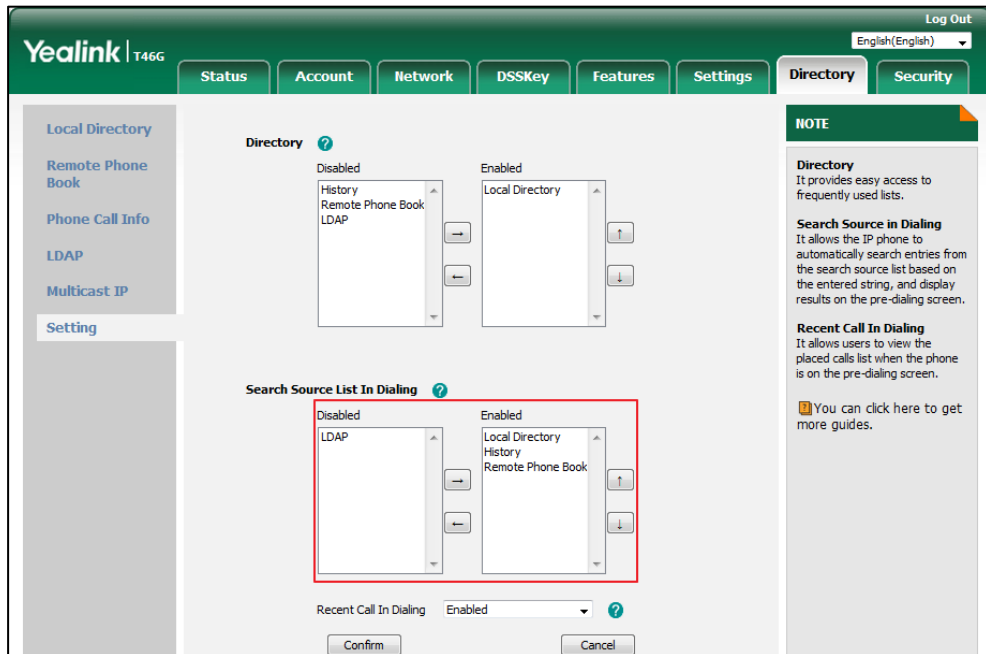 Log Out
Yealink | T46G
English(English)
Status
Account
Network
DSSKey
Features
Settings
Directory
Security
Local Directory
Remote Phone
Book
Phone Call Info
LDAP
Multicast IP
Setting
Directory ?
Disabled
Enabled
History
Remote Phone Book
LDAP
Local Directory
→
←
↑
↓
Search Source List In Dialing ?
Disabled
Enabled
LDAP
Local Directory
History
Remote Phone Book
→
←
↑
↓
Recent Call In Dialing
Enabled
?
Confirm
Cancel
NOTE
Directory
It provides easy access to
frequently used lists.
Search Source in Dialing
It allows the IP phone to
automatically search entries from
the search source list based on
the entered string, and display
results on the pre-dialing screen.
Recent Call In Dialing
It allows users to view the
placed calls list when the phone
is on the pre-dialing screen.
? You can click here to get
more guides.